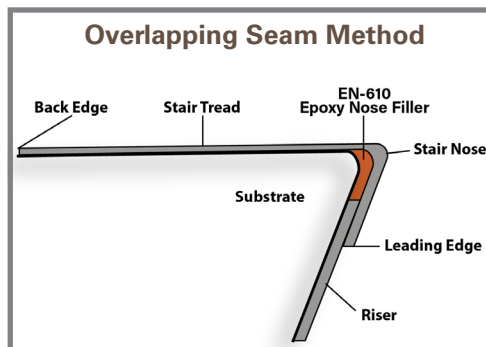 Overlapping Seam Method
Back Edge
Stair Tread
EN-610
Epoxy Nose Filler
Stair Nose
Substrate
Leading Edge
Riser